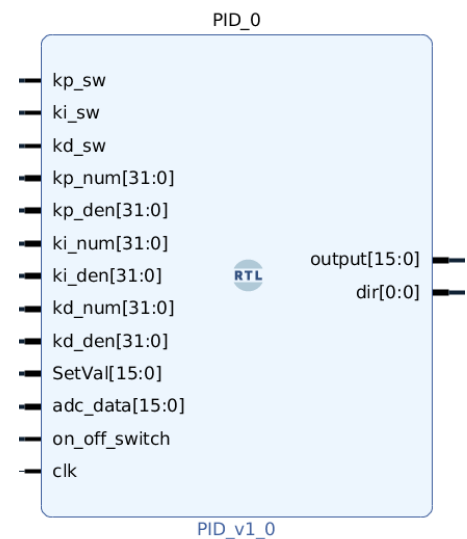 PID_0
kp_sw
ki_sw
kd_sw
kp_num[31:0]
kp_den[31:0]
ki_num[31:0]
ki_den[31:0]
kd_num[31:0]
kd_den[31:0]
SetVal[15:0]
adc_data[15:0]
on_off_switch
clk
RTL
output[15:0]
dir[0:0]
PID_v1_0